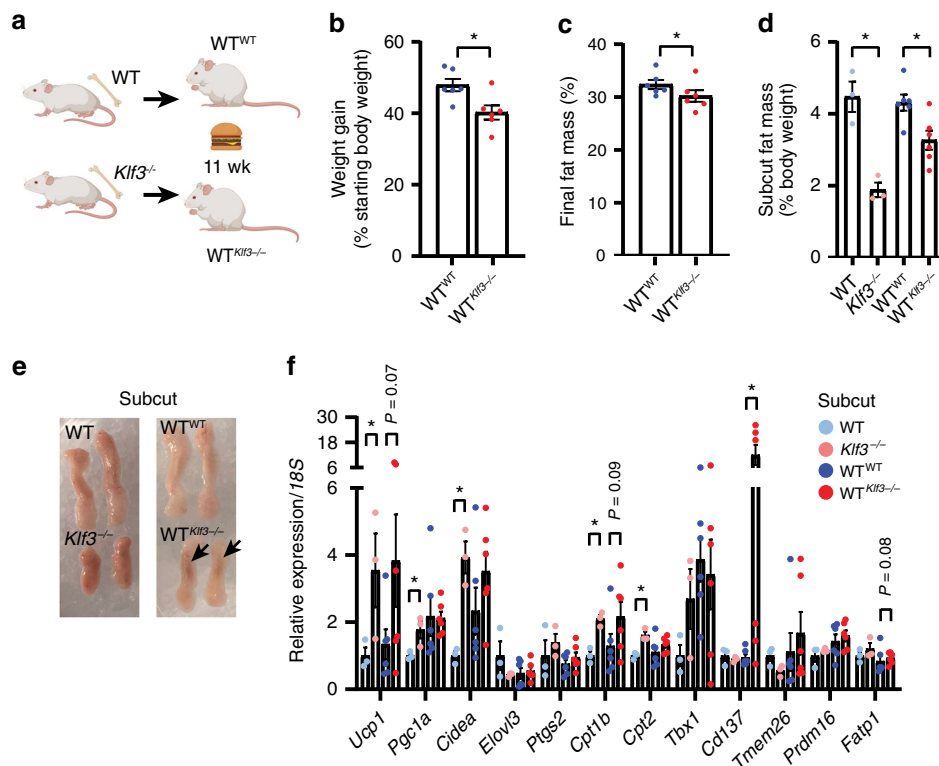 a
WT
WT^WT
11 wk
Klf3–/–
WT^Klf3–/–
b
Weight gain
(% starting body weight)
60
40
20
0
*
WT^WT
WT^Klf3–/–
c
Final fat mass (%)
40
30
20
10
0
*
WT^WT
WT^Klf3–/–
d
Subcut fat mass
(% body weight)
6
4
2
0
*
*
WT
Klf3–/–
WT^WT
WT^Klf3–/–
e
Subcut
WT
WT^WT
Klf3–/–
WT^Klf3–/–
f
Relative expression/18S
30
18
6
6
4
2
0
*
P = 0.07
*
*
*
P = 0.09
*
*
P = 0.08
Subcut
WT
Klf3–/–
WT^WT
WT^Klf3–/–
Ucp1
Pgc1a
Cidea
Elovl3
Ptgs2
Cpt1b
Cpt2
Tbx1
Cd137
Tmem26
Prdm16
Fatp1